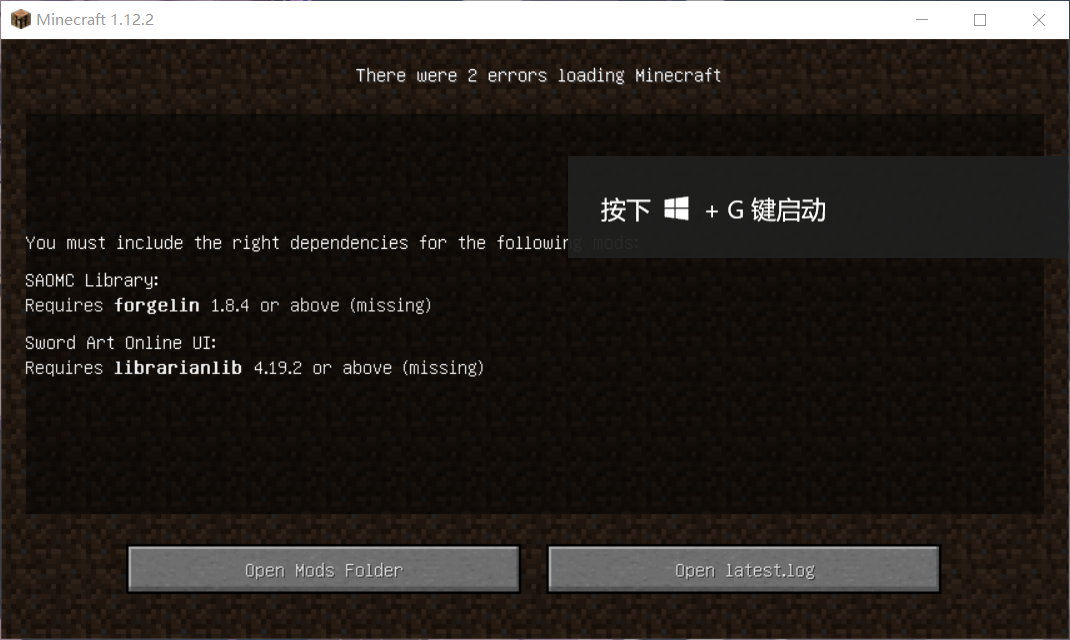 Minecraft 1.12.2
There were 2 errors loading Minecraft
按下 + G 键启动
You must include the right dependencies for the following mods:
SAOMC Library:
Requires forgelin 1.8.4 or above (missing)
Sword Art Online UI:
Requires librarianlib 4.19.2 or above (missing)
Open Mods Folder
Open latest.log